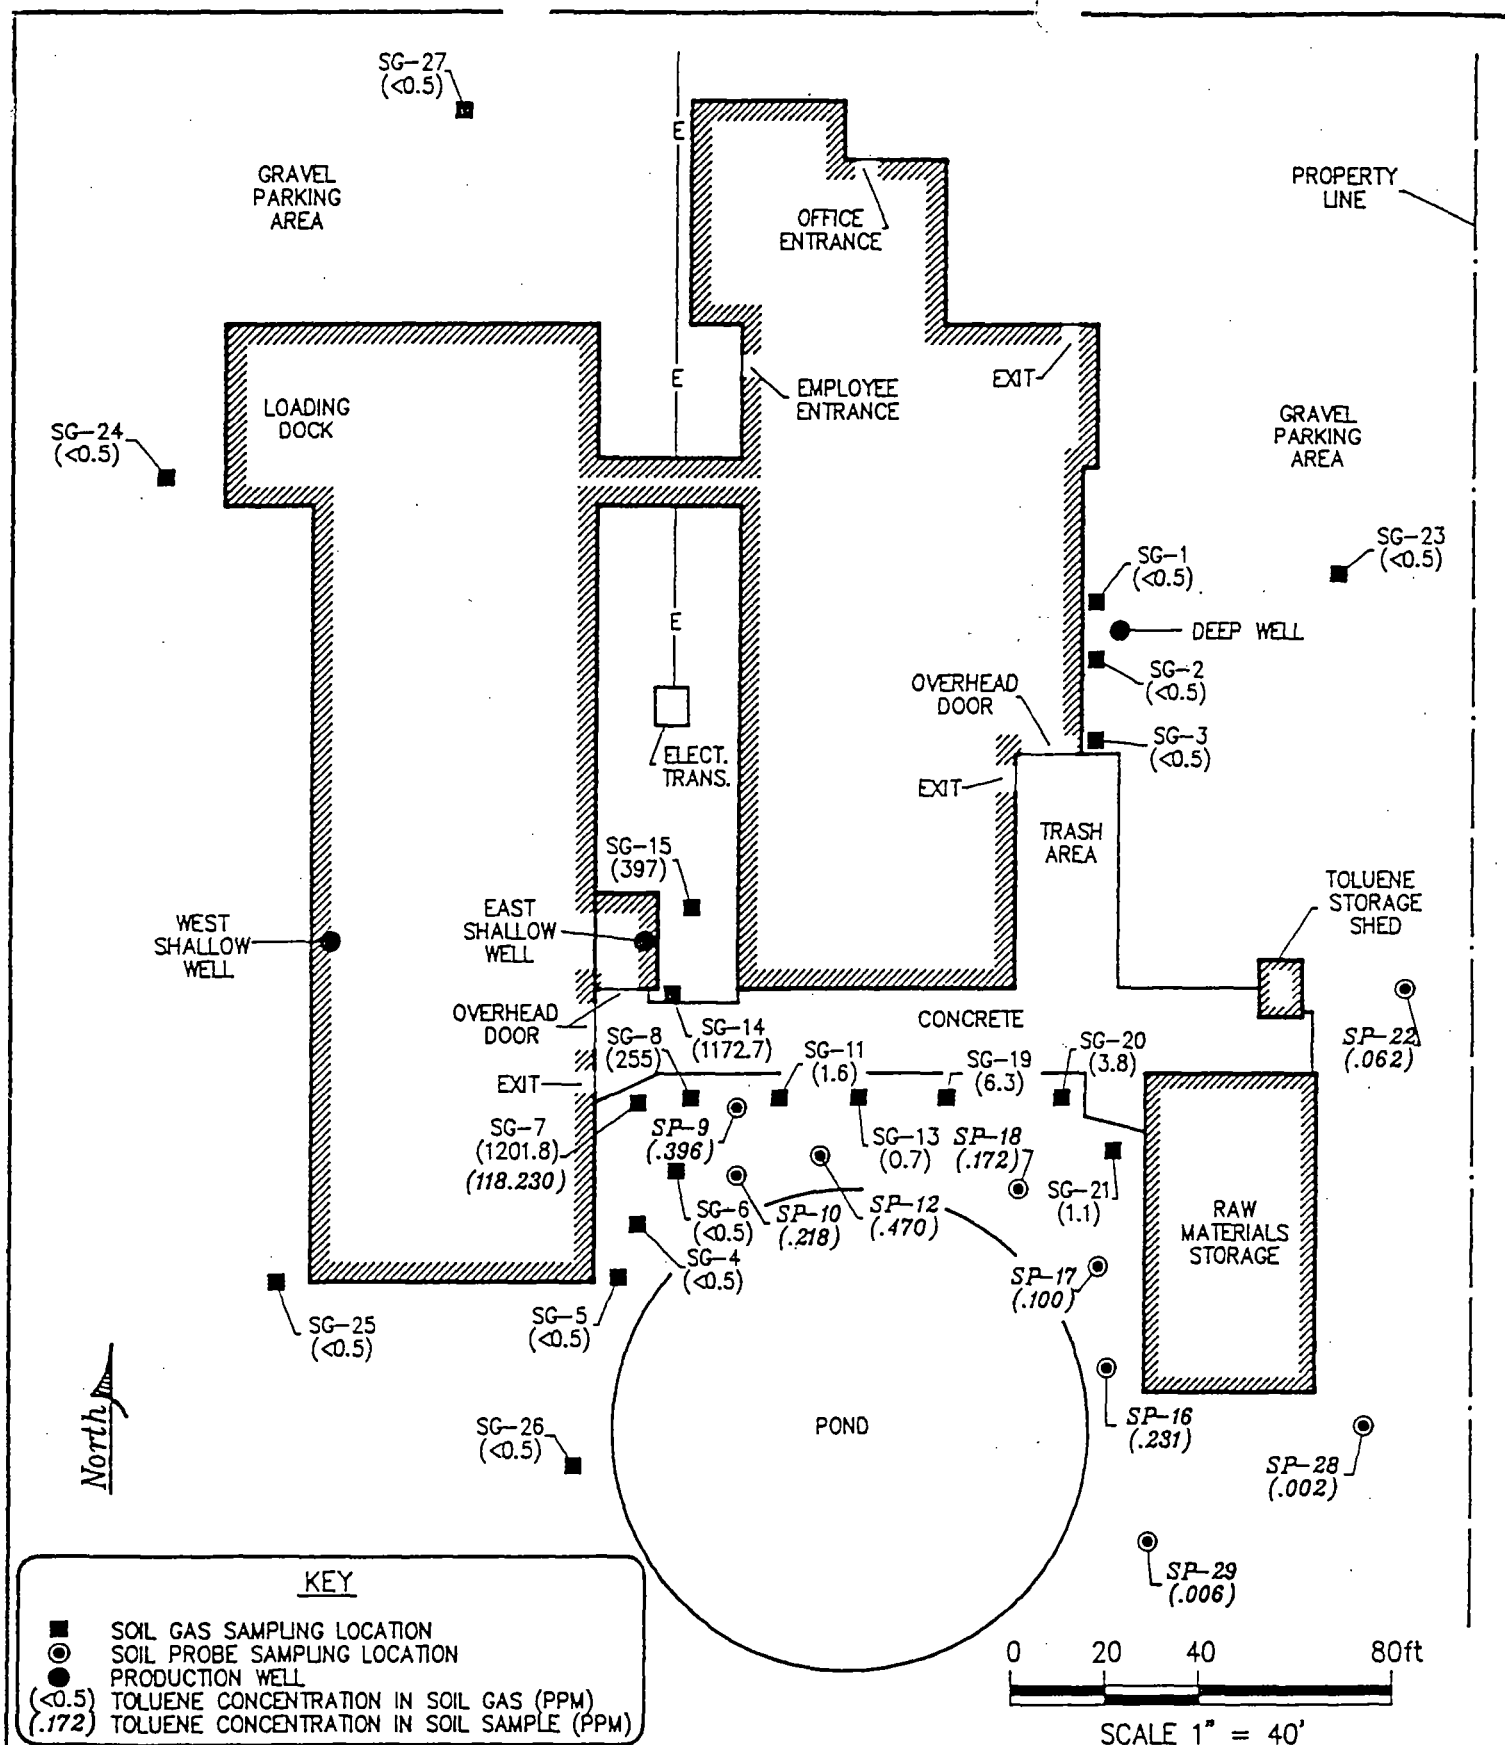 SG-27
(<0.5)
GRAVEL
PARKING
AREA
E
OFFICE
ENTRANCE
PROPERTY
LINE
E
EMPLOYEE
ENTRANCE
EXIT
LOADING
DOCK
SG-24
(<0.5)
GRAVEL
PARKING
AREA
SG-23
(<0.5)
SG-1
(<0.5)
E
DEEP WELL
SG-2
(<0.5)
OVERHEAD
DOOR
SG-3
(<0.5)
ELECT.
TRANS.
EXIT
TRASH
AREA
SG-15
(397)
TOLUENE
STORAGE
SHED
WEST
SHALLOW
WELL
EAST
SHALLOW
WELL
OVERHEAD
DOOR
SG-8
(255)
SG-14
(1172.7)
CONCRETE
SG-11
(1.6)
SG-19
(6.3)
SG-20
(3.8)
SP-22
(.062)
EXIT
SG-7
(1201.8)
(118.230)
SP-9
(.396)
SG-13
(0.7)
SP-18
(.172)
SG-6
(<0.5)
SP-10
(.218)
SP-12
(.470)
SG-21
(1.1)
RAW
MATERIALS
STORAGE
SG-4
(<0.5)
SP-17
(.100)
SG-5
(<0.5)
SG-25
(<0.5)
North
SG-26
(<0.5)
POND
SP-16
(.231)
SP-28
(.002)
SP-29
(.006)
KEY
SOIL GAS SAMPLING LOCATION
SOIL PROBE SAMPLING LOCATION
PRODUCTION WELL
(<0.5) TOLUENE CONCENTRATION IN SOIL GAS (PPM)
(.172) TOLUENE CONCENTRATION IN SOIL SAMPLE (PPM)
0 20 40 80ft
SCALE 1" = 40'